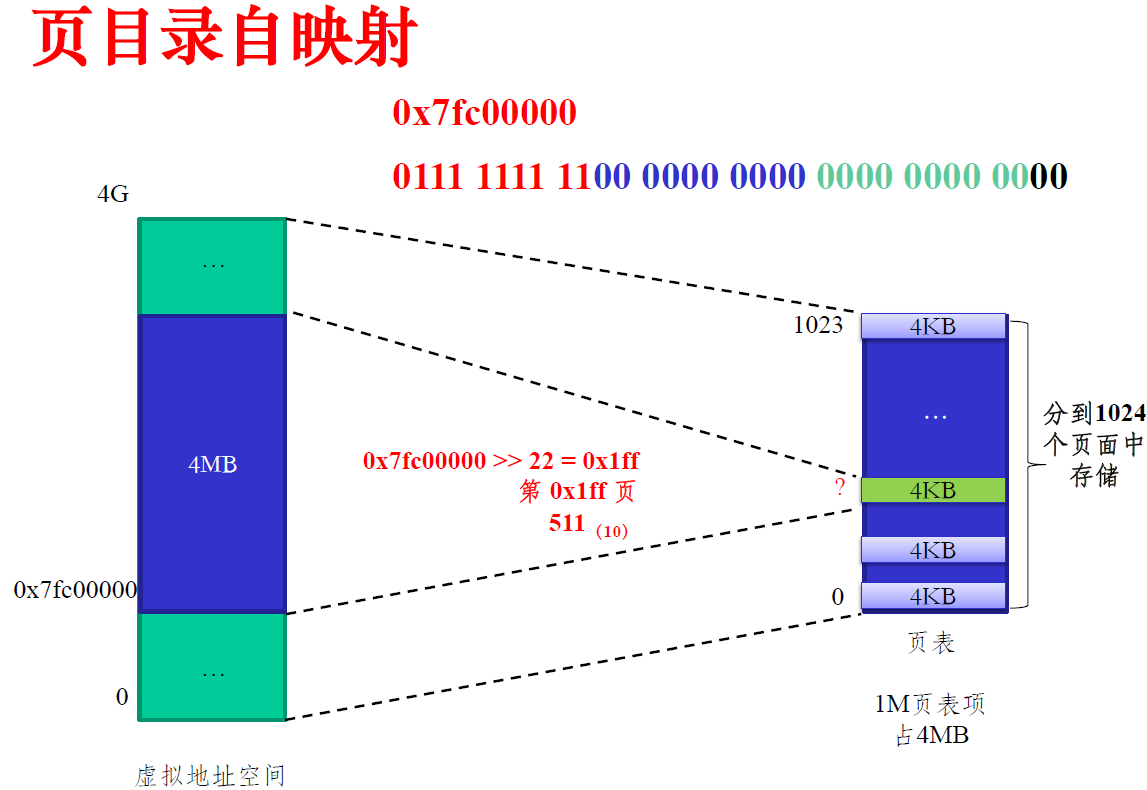 页目录自映射
0x7fc00000
0111 1111 1100 0000 0000 0000 0000 0000
4G
…
4MB
0x7fc00000
…
0
虚拟地址空间
0x7fc00000 >> 22 = 0x1ff
第 0x1ff 页
511 (10)
1023
4KB
…
?
4KB
4KB
0
4KB
页表
1M页表项
占4MB
分到1024
个页面中
存储